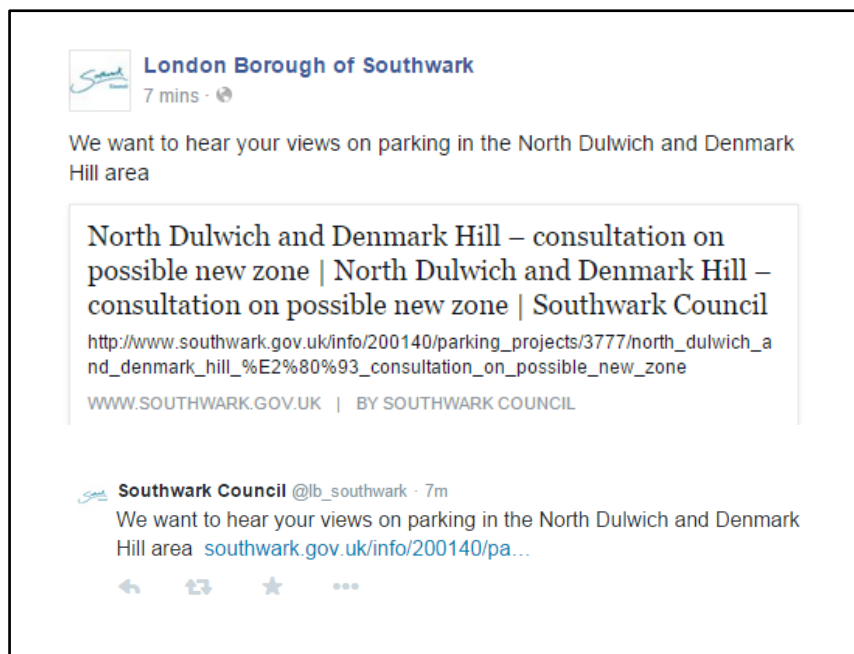 Southwark
Council
London Borough of Southwark
7 mins ·
We want to hear your views on parking in the North Dulwich and Denmark
Hill area
North Dulwich and Denmark Hill – consultation on
possible new zone | North Dulwich and Denmark Hill –
consultation on possible new zone | Southwark Council
http://www.southwark.gov.uk/info/200140/parking_projects/3777/north_dulwich_a
nd_denmark_hill_%E2%80%93_consultation_on_possible_new_zone
WWW.SOUTHWARK.GOV.UK | BY SOUTHWARK COUNCIL
Southwark Council @lb_southwark · 7m
We want to hear your views on parking in the North Dulwich and Denmark
Hill area southwark.gov.uk/info/200140/pa...